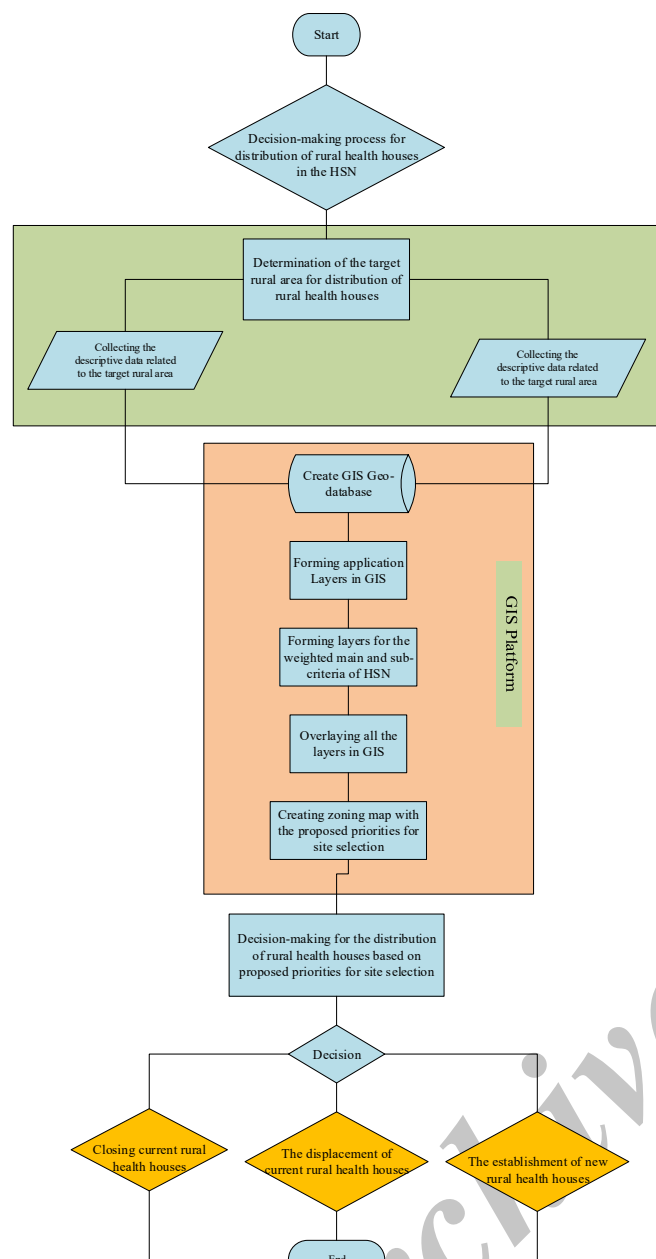 Start
Decision-making process for
distribution of rural health houses
in the HSN
Determination of the target
rural area for distribution of
rural health houses
Collecting the
descriptive data related
to the target rural area
Collecting the
descriptive data related
to the target rural area
Create GIS Geo-
database
Forming application
Layers in GIS
GIS Platform
Forming layers for the
weighted main and sub-
criteria of HSN
Overlaying all the
layers in GIS
Creating zoning map with
the proposed priorities for
site selection
Decision-making for the distribution
of rural health houses based on
proposed priorities for site selection
Decision
Closing current rural
health houses
The displacement of
current rural health houses
The establishment of new
rural health houses
End